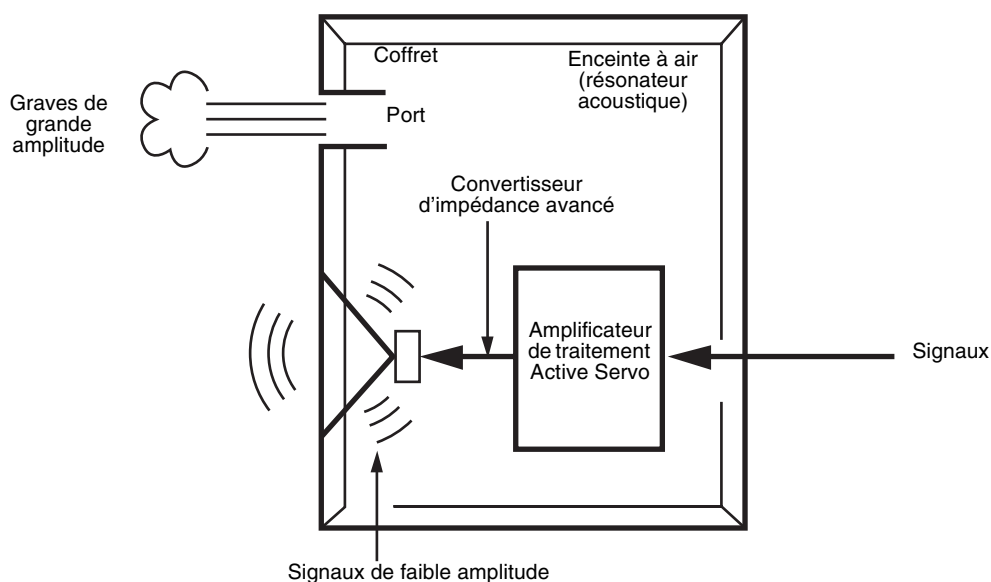 Coffret
Enceinte à air
(résonateur
acoustique)
Graves de
grande
amplitude
Port
Convertisseur
d'impédance avancé
Amplificateur
de traitement
Active Servo
Signaux
Signaux de faible amplitude